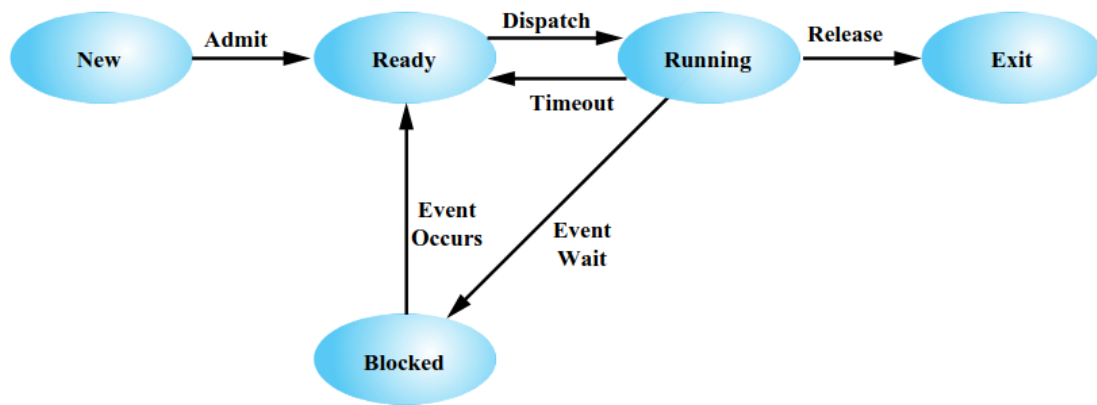 New
Admit
Ready
Dispatch
Timeout
Running
Release
Exit
Event
Occurs
Event
Wait
Blocked